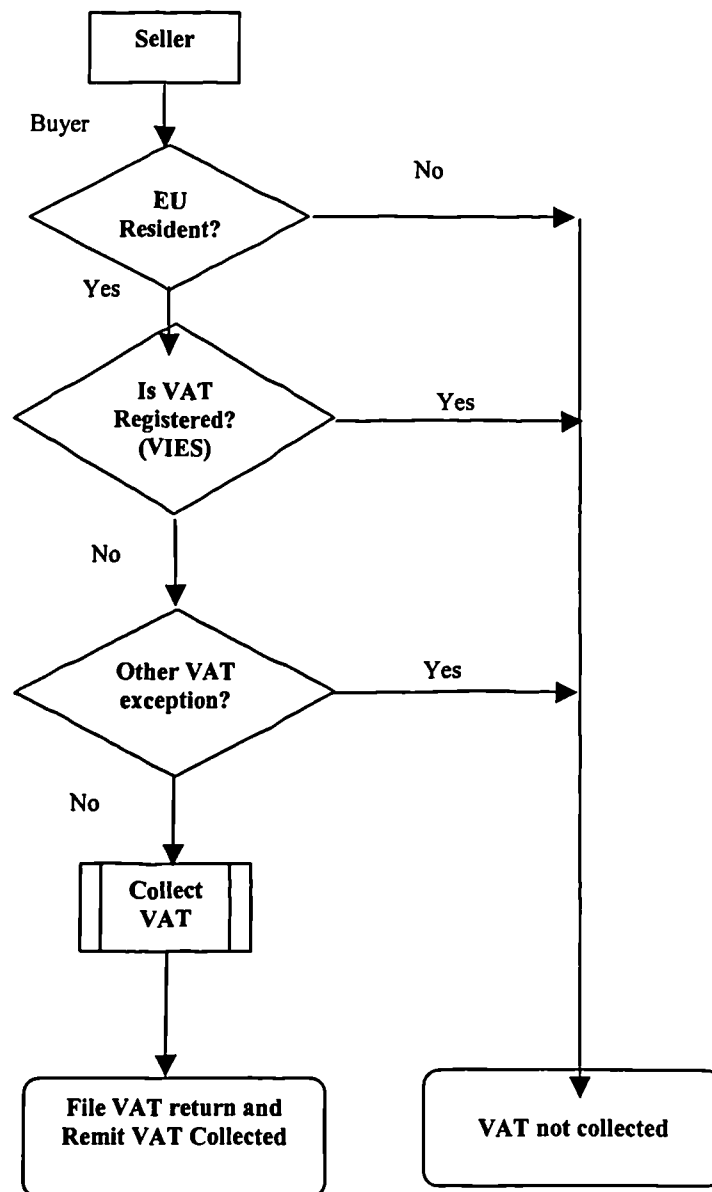 Seller
Buyer
No
EU
Resident?
Yes
Is VAT
Registered?
(VIES)
Yes
No
Other VAT
exception?
Yes
No
Collect
VAT
File VAT return and
Remit VAT Collected
VAT not collected